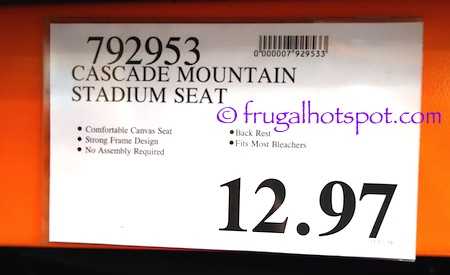 792953
0000007929533
CASCADE MOUNTAIN
STADIUM SEAT
© frugalhotspot.com
• Comfortable Canvas Seat
• Strong Frame Design
• No Assembly Required
• Back Rest
• Fits Most Bleachers
12.97